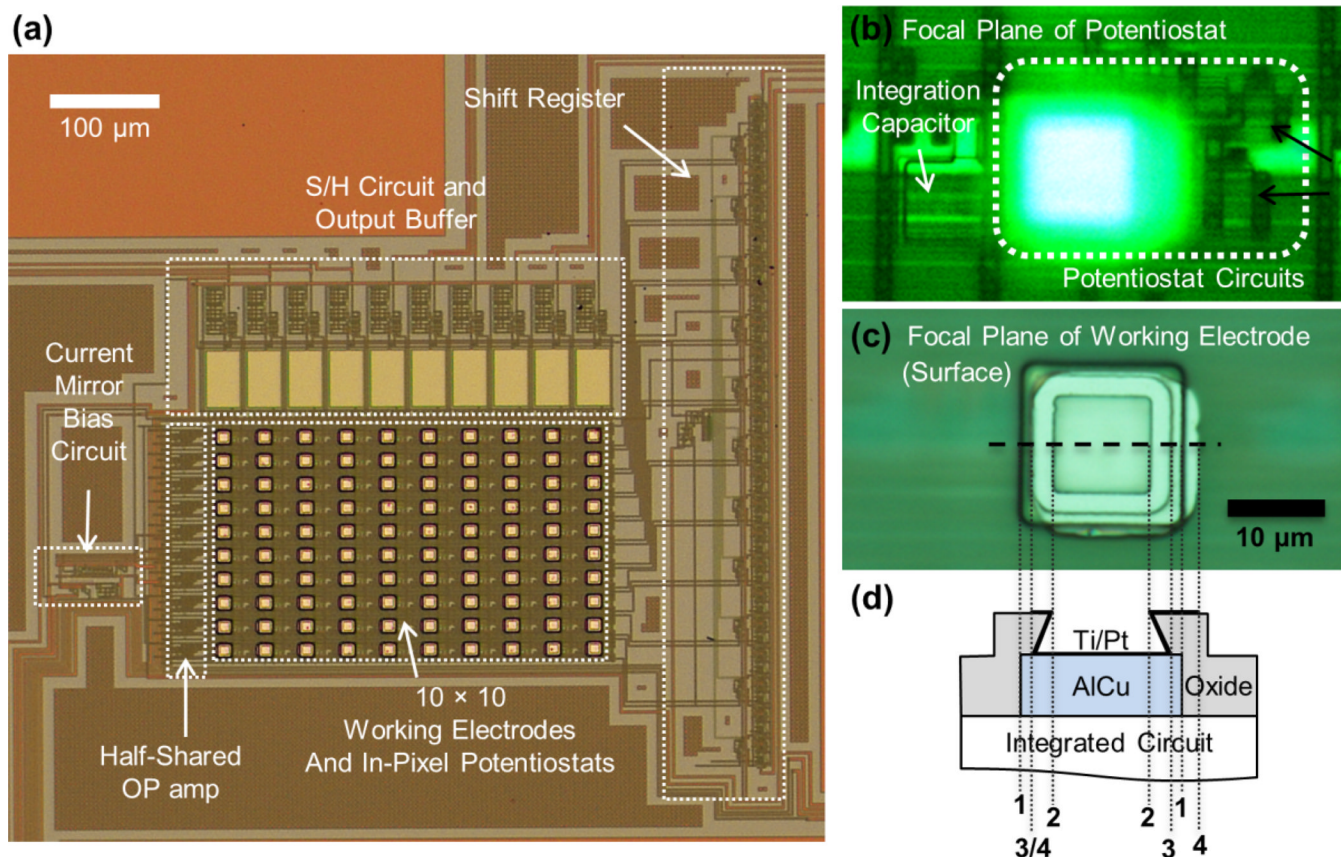 (a)
100 µm
Shift Register
S/H Circuit and
Output Buffer
Current
Mirror
Bias
Circuit
10 × 10
Working Electrodes
And In-Pixel Potentiostats
Half-Shared
OP amp
(b) Focal Plane of Potentiostat
Integration
Capacitor
Potentiostat Circuits
(c) Focal Plane of Working Electrode
(Surface)
10 µm
(d)
Ti/Pt
AlCu
Oxide
Integrated Circuit
1 2 2 1
3/4 3 4